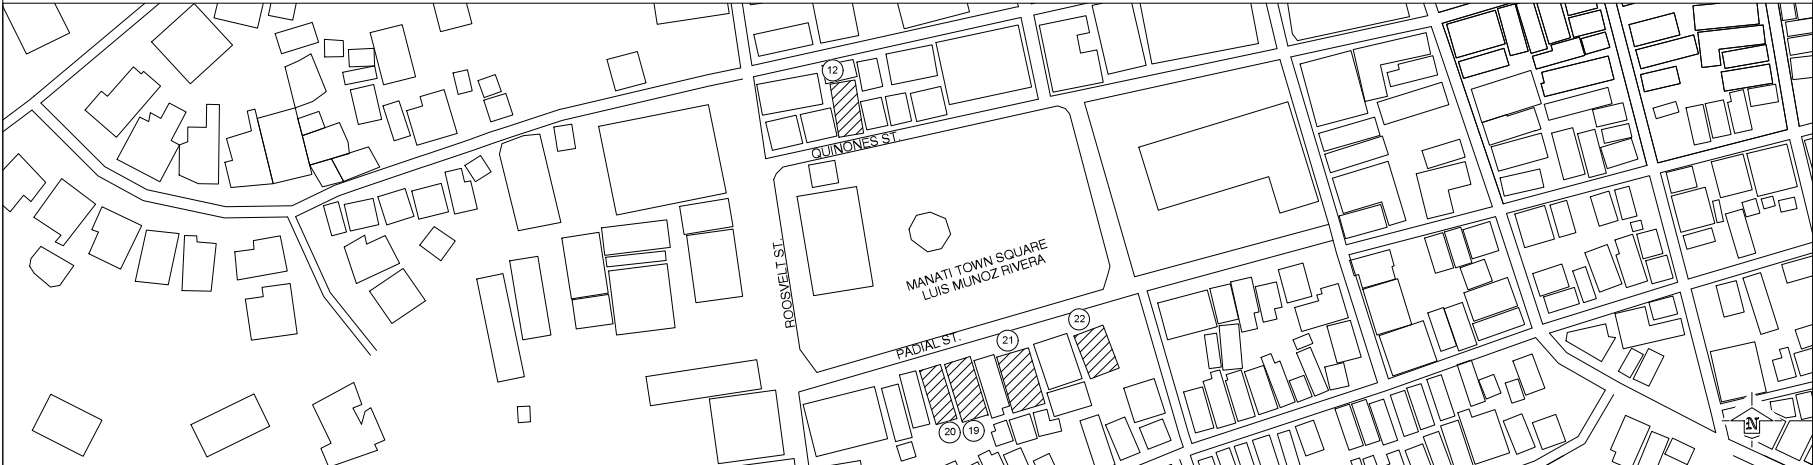 12
QUINONES ST.
ROOSVELT ST.
MANATI TOWN SQUARE
LUIS MUNOZ RIVERA
PADIAL ST.
22
21
20
19
N